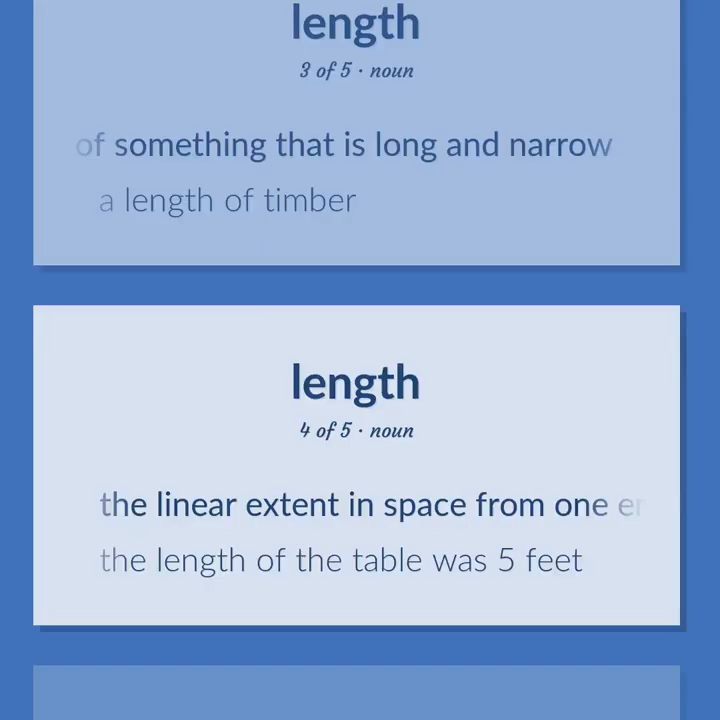 length
3 of 5 · noun
of something that is long and narrow
a length of timber
length
4 of 5 · noun
the linear extent in space from one
the length of the table was 5 feet